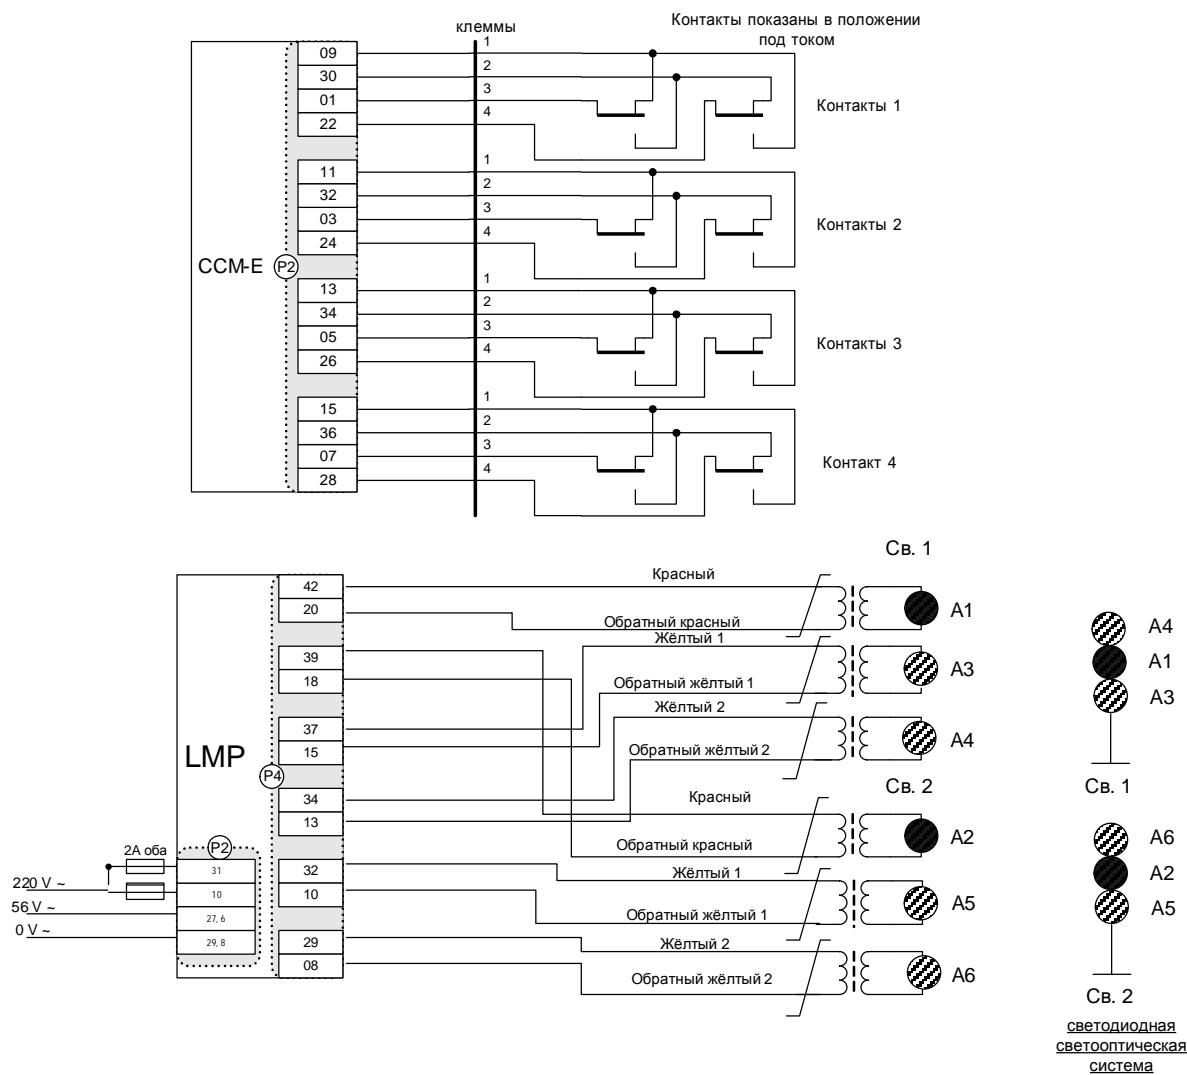 Контакты показаны в положении
под током
клеммы
09
30
01
22
1
2
3
4
Контакты 1
11
32
03
24
1
2
3
4
Контакты 2
CCM-E
P2
13
34
05
26
1
2
3
4
Контакты 3
15
36
07
28
1
2
3
4
Контакт 4
Св. 1
42
20
Красный
Обратный красный
A1
39
18
Жёлтый 1
Обратный жёлтый 1
A3
37
15
Жёлтый 2
Обратный жёлтый 2
A4
LMP
P4
Св. 2
34
13
Красный
Обратный красный
A2
32
10
Жёлтый 1
Обратный жёлтый 1
A5
29
08
Жёлтый 2
Обратный жёлтый 2
A6
P2
2А оба
31
220 V ~
10
56 V ~
27, 6
0 V ~
29, 8
A4
A1
A3
Св. 1
A6
A2
A5
Св. 2
светодиодная
светооптическая
система